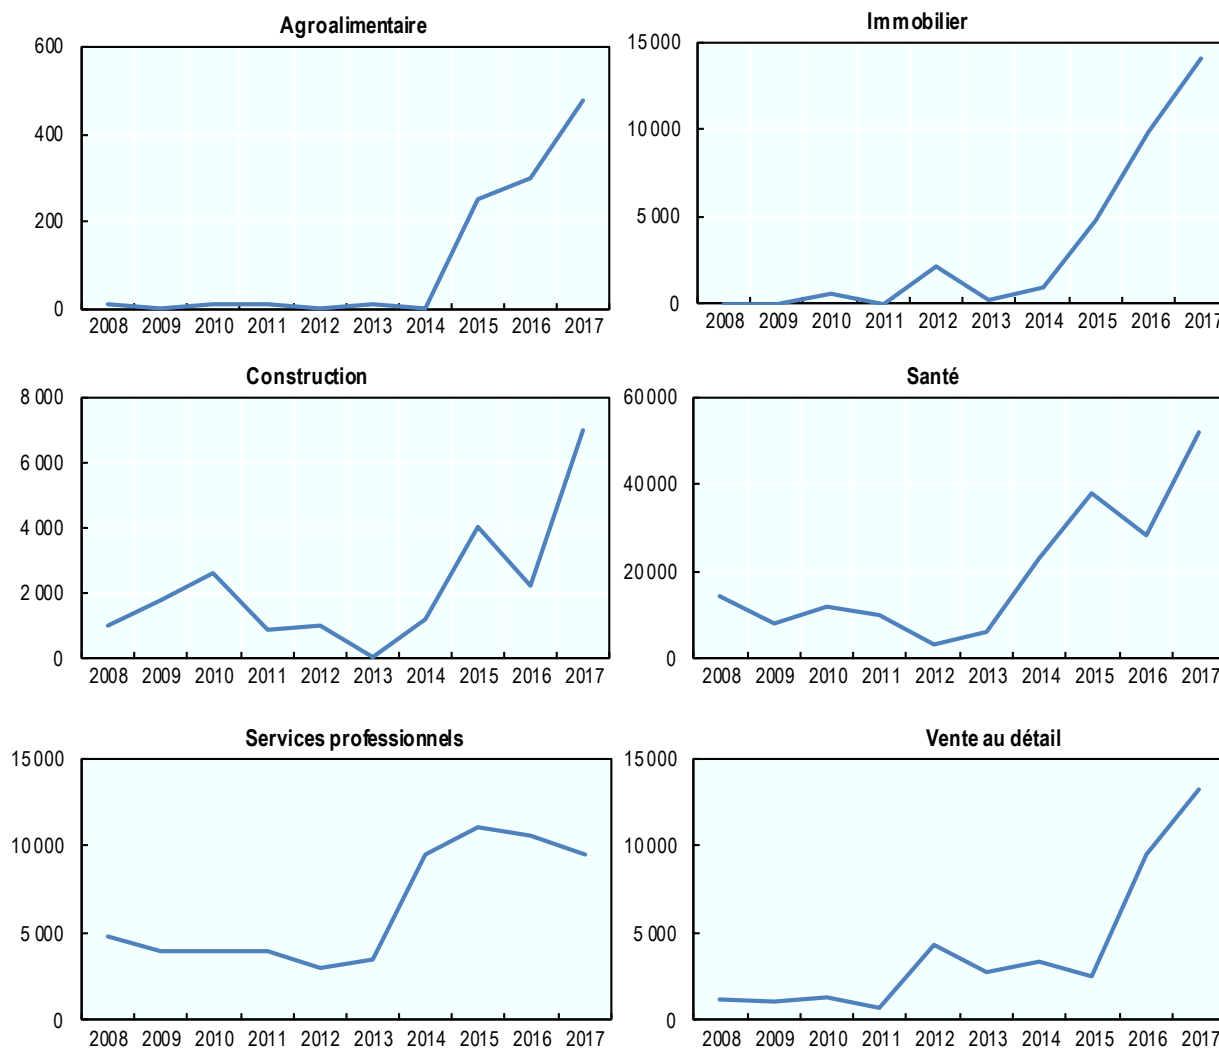 Agroalimentaire
600
400
200
0
2008 2009 2010 2011 2012 2013 2014 2015 2016 2017
Immobilier
15 000
10 000
5 000
0
2008 2009 2010 2011 2012 2013 2014 2015 2016 2017
Construction
8 000
6 000
4 000
2 000
0
2008 2009 2010 2011 2012 2013 2014 2015 2016 2017
Santé
60 000
40 000
20 000
0
2008 2009 2010 2011 2012 2013 2014 2015 2016 2017
Services professionnels
15 000
10 000
5 000
0
2008 2009 2010 2011 2012 2013 2014 2015 2016 2017
Vente au détail
15 000
10 000
5 000
0
2008 2009 2010 2011 2012 2013 2014 2015 2016 2017